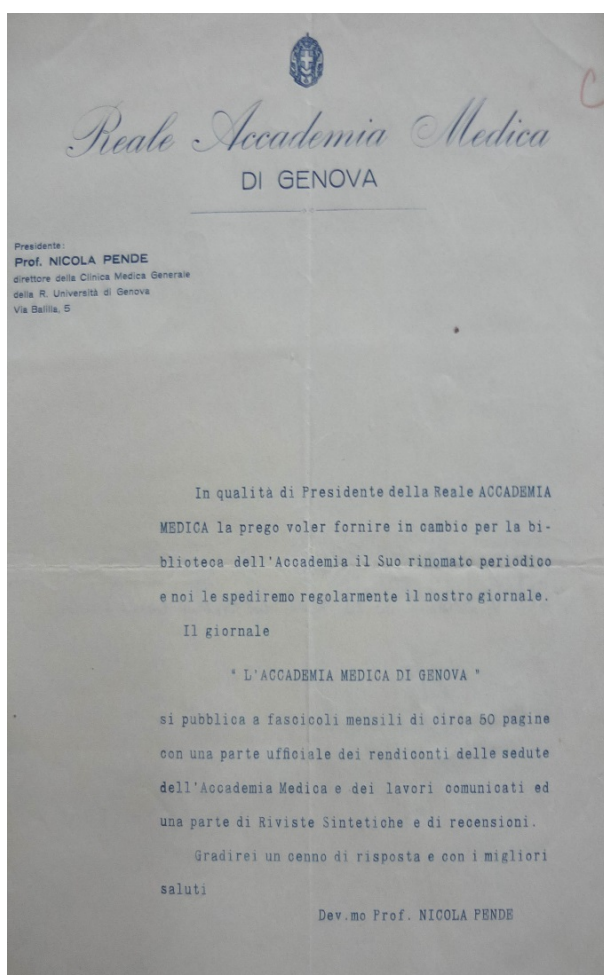 C
Reale Accademia Medica
DI GENOVA
Presidente:
Prof. NICOLA PENDE
direttore della Clinica Medica Generale
della R. Università di Genova
Via Balilla, 5
In qualità di Presidente della Reale ACCADEMIA
MEDICA la prego voler fornire in cambio per la bi-
blioteca dell'Accademia il Suo rinomato periodico
e noi le spediremo regolarmente il nostro giornale.
Il giornale
" L'ACCADEMIA MEDICA DI GENOVA "
si pubblica a fascicoli mensili di circa 50 pagine
con una parte ufficiale dei rendiconti delle sedute
dell'Accademia Medica e dei lavori comunicati ed
una parte di Riviste Sintetiche e di recensioni.
Gradirei un cenno di risposta e con i migliori
saluti
Dev.mo Prof. NICOLA PENDE